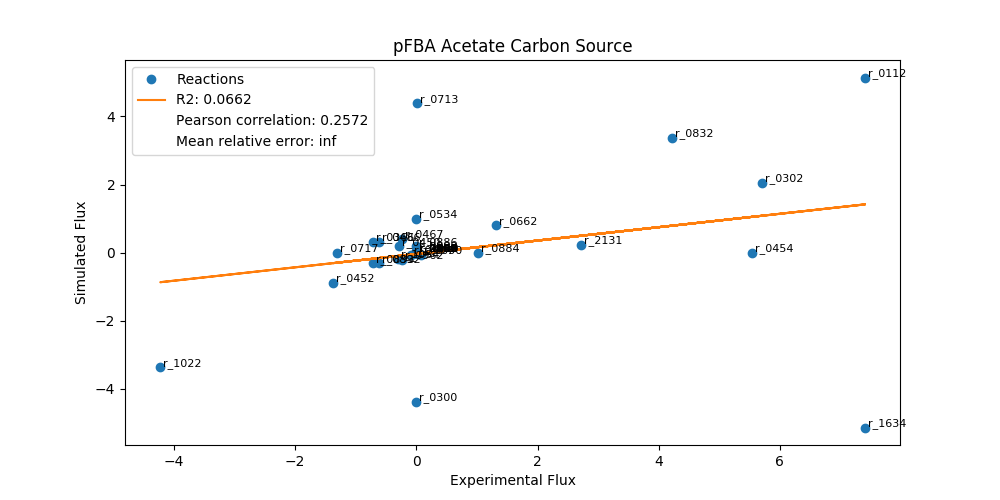 pFBA Acetate Carbon Source
Reactions
R2: 0.0662
Pearson correlation: 0.2572
Mean relative error: inf
r_0112
r_0713
r_0832
r_0302
r_0534
r_0662
r_0467
r_2131
r_0717
r_0884
r_0454
r_0452
r_1022
r_0300
r_1634
4
2
0
−2
−4
−4
−2
0
2
4
6
Simulated Flux
Experimental Flux